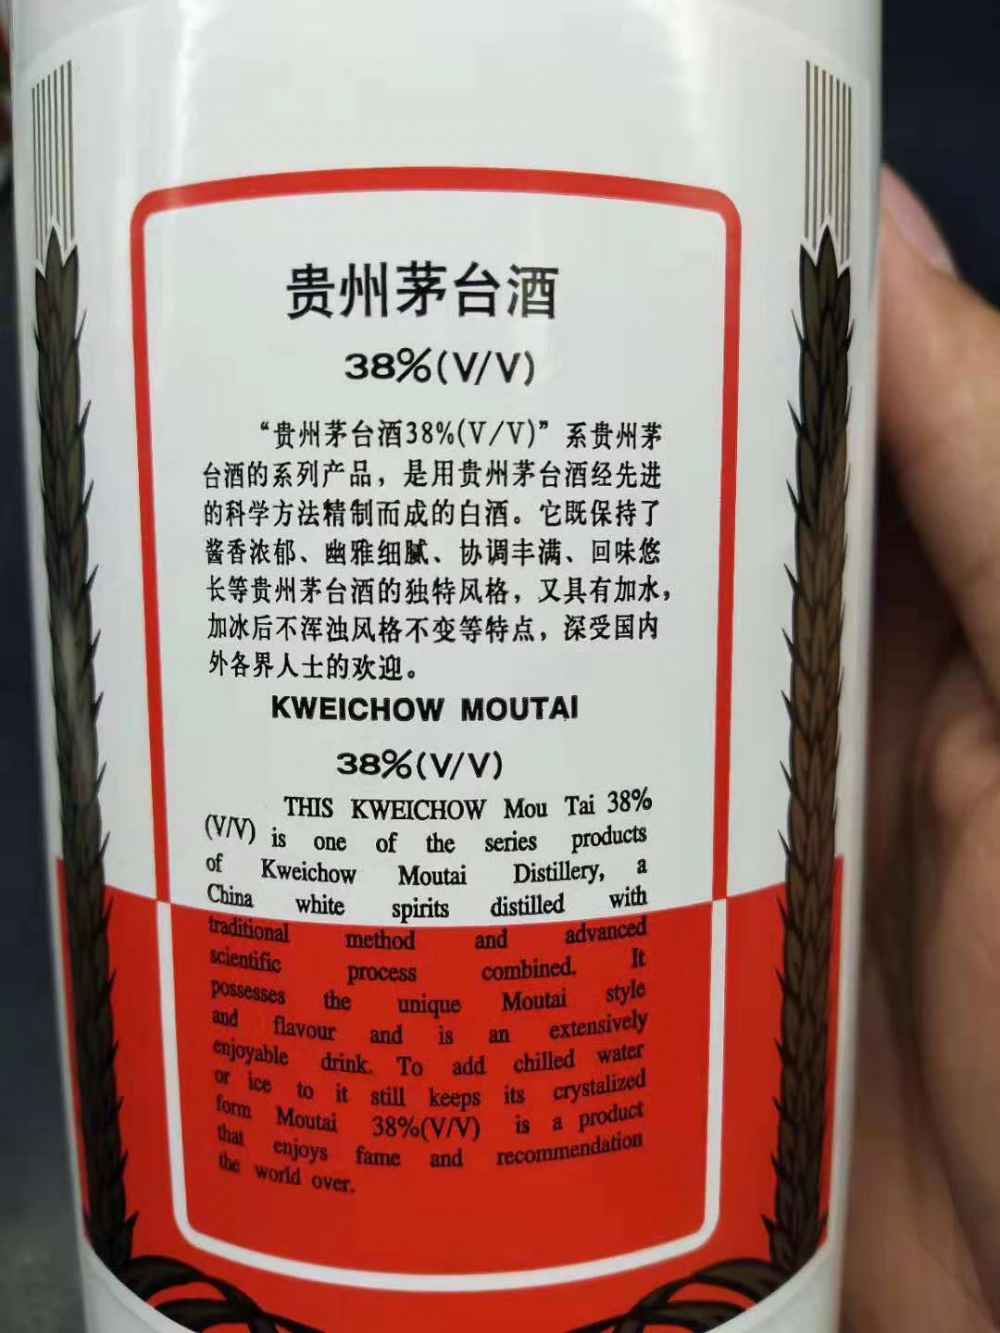 贵州茅台酒
38%(V/V)
“贵州茅台酒38%(V/V)”系贵州茅
台酒的系列产品，是用贵州茅台酒经先进
的科学方法精制而成的白酒。它既保持了
酱香浓郁、幽雅细腻、协调丰满、回味悠
长等贵州茅台酒的独特风格，又具有加水，
加冰后不浑浊风格不变等特点，深受国内
外各界人士的欢迎。
KWEICHOW MOUTAI
38%(V/V)
THIS KWEICHOW Mou Tai 38%
(V/V) is one of the series products
of Kweichow Moutai Distillery, a
China white spirits distilled with
traditional method and advanced
scientific process combined. It
possesses the unique Moutai style
and flavour and is an extensively
enjoyable drink. To add chilled water
or ice to it still keeps its crystalized
form Moutai 38%(V/V) is a product
that enjoys fame and recommendation
the world over.